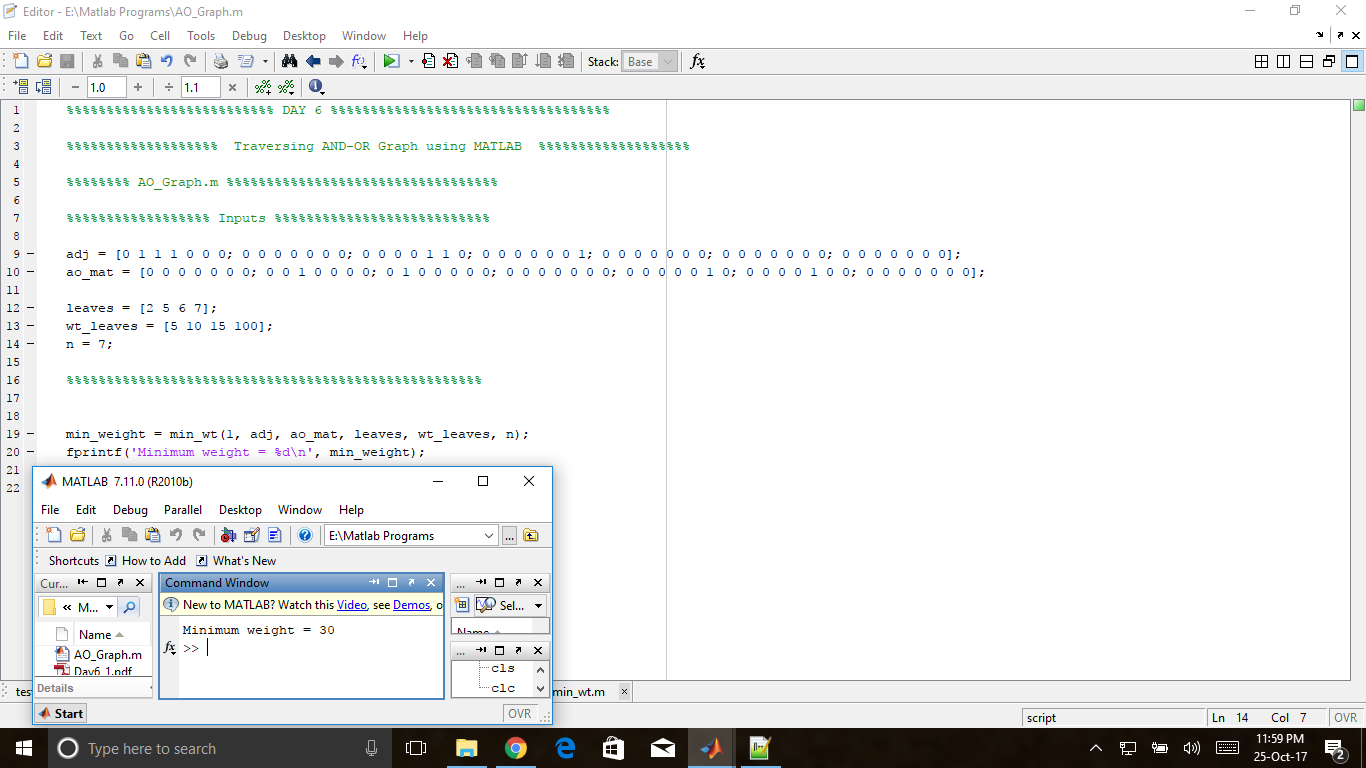 Editor - E:\Matlab Programs\AO_Graph.m
File Edit Text Go Cell Tools Debug Desktop Window Help
Stack: Base fx
− 1.0 + ÷ 1.1 ×
1 %%%%%%%%%%%%%%%%%%%%%%%%%% DAY 6 %%%%%%%%%%%%%%%%%%%%%%%%%%%%%%%%%%%
2
3 %%%%%%%%%%%%%%%%%%% Traversing AND-OR Graph using MATLAB %%%%%%%%%%%%%%%%%%%
4
5 %%%%%%%% AO_Graph.m %%%%%%%%%%%%%%%%%%%%%%%%%%%%%%%%%%
6
7 %%%%%%%%%%%%%%%%%% Inputs %%%%%%%%%%%%%%%%%%%%%%%%%%%
8
9 – adj = [0 1 1 1 0 0 0; 0 0 0 0 0 0 0; 0 0 0 0 1 1 0; 0 0 0 0 0 0 1; 0 0 0 0 0 0 0; 0 0 0 0 0 0 0; 0 0 0 0 0 0 0];
10 – ao_mat = [0 0 0 0 0 0 0; 0 0 1 0 0 0 0; 0 1 0 0 0 0 0; 0 0 0 0 0 0 0; 0 0 0 0 0 1 0; 0 0 0 0 1 0 0; 0 0 0 0 0 0 0];
11
12 – leaves = [2 5 6 7];
13 – wt_leaves = [5 10 15 100];
14 – n = 7;
15
16 %%%%%%%%%%%%%%%%%%%%%%%%%%%%%%%%%%%%%%%%%%%%%%%%%%%%
17
18
19 – min_weight = min_wt(1, adj, ao_mat, leaves, wt_leaves, n);
20 – fprintf('Minimum weight = %d\n', min_weight);
21
22
MATLAB 7.11.0 (R2010b)
File Edit Debug Parallel Desktop Window Help
E:\Matlab Programs ...
Shortcuts How to Add What's New
Cur...
« M...
Name
AO_Graph.m
Day6_1.pdf
Details
Command Window
New to MATLAB? Watch this Video, see Demos, o
Minimum weight = 30
fx >>
...
Sel...
Name
...
cls
clc
Start
OVR
tes
min_wt.m ×
script Ln 14 Col 7 OVR
Type here to search
11:59 PM
25-Oct-17
2